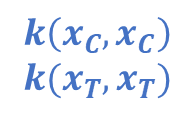 k(x_C, x_C)
k(x_T, x_T)